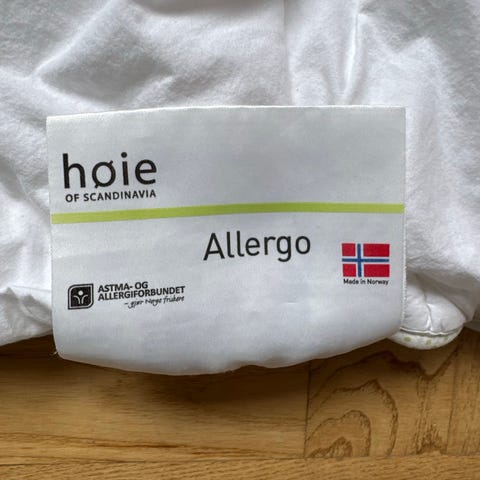 høie
OF SCANDINAVIA
Allergo
ASTMA- OG
ALLERGIFORBUNDET
– gjør Norge friskere
Made in Norway